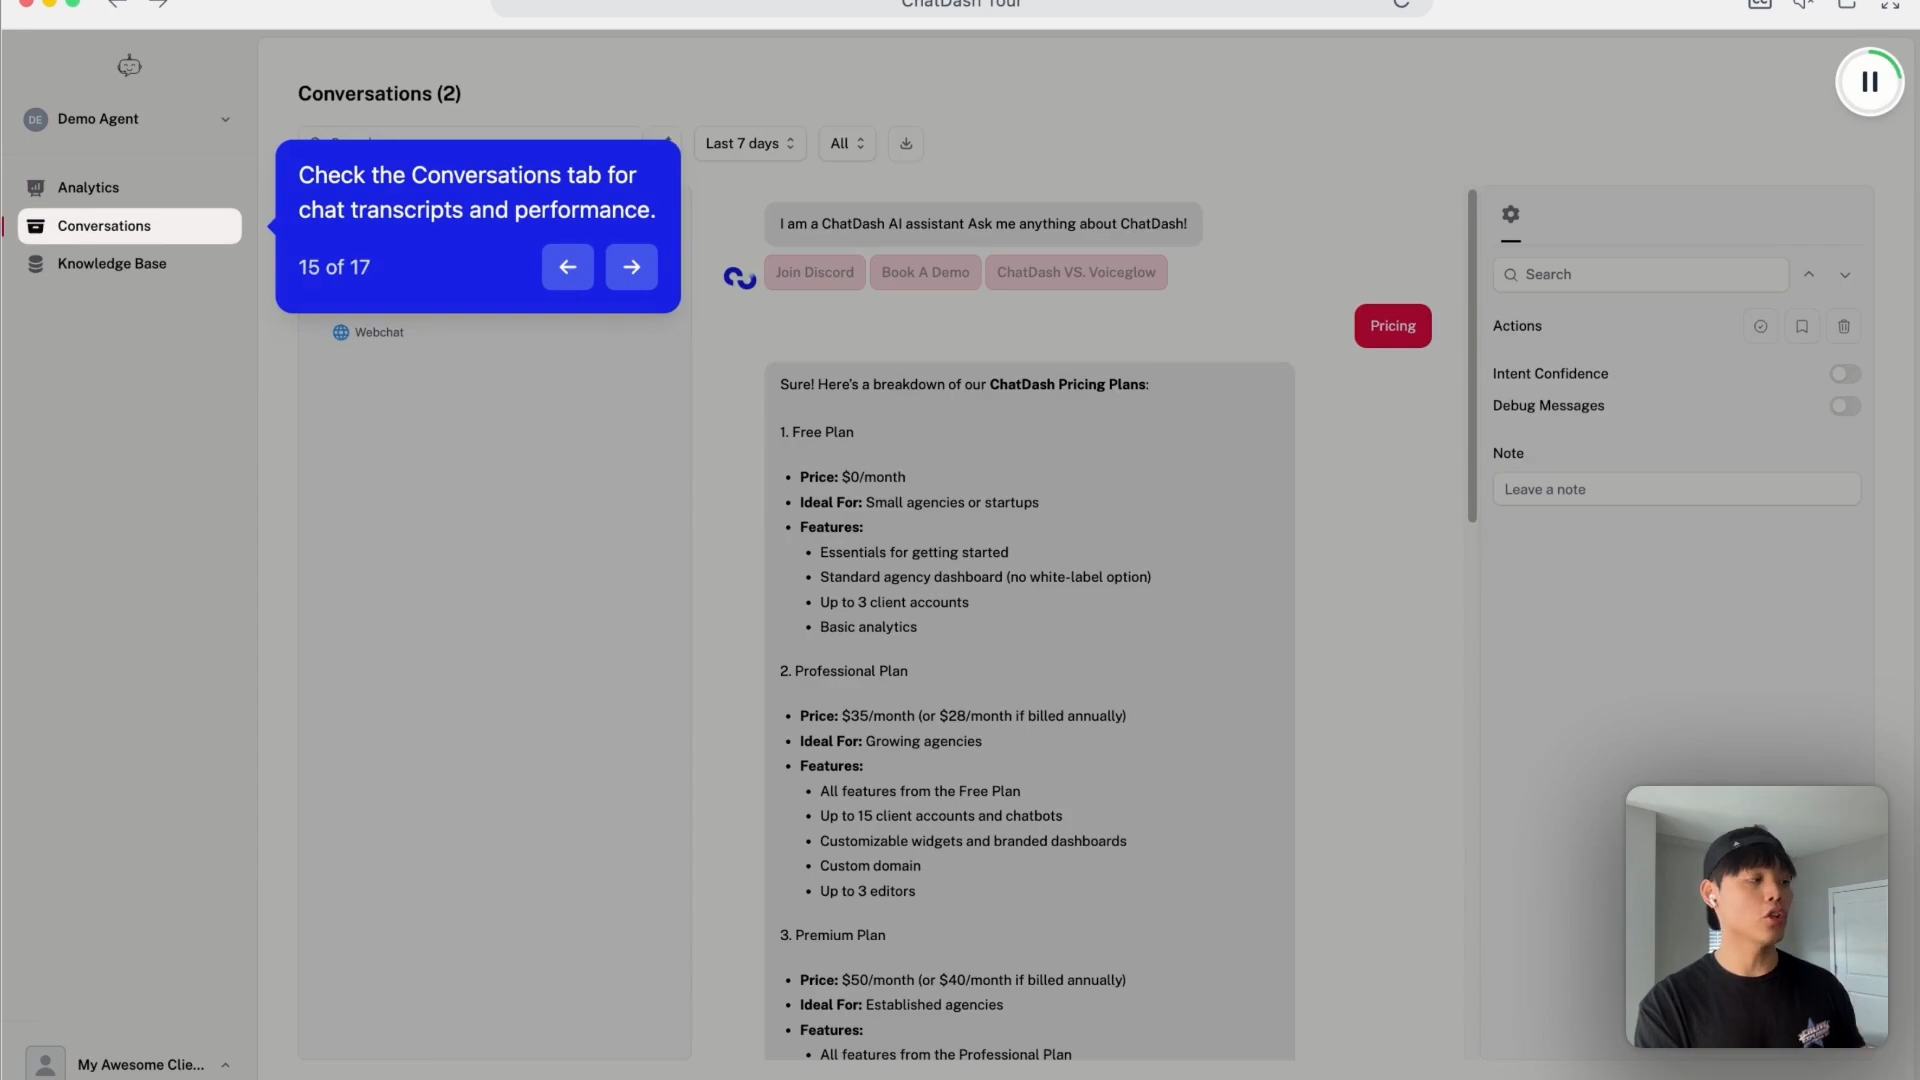 ChatDash Tour
CC
DE
Demo Agent
Analytics
Conversations
Knowledge Base
My Awesome Clie...
Conversations (2)
Last 7 days
All
Check the Conversations tab for
chat transcripts and performance.
15 of 17
Webchat
I am a ChatDash AI assistant Ask me anything about ChatDash!
Join Discord
Book A Demo
ChatDash VS. Voiceglow
Pricing
Sure! Here's a breakdown of our ChatDash Pricing Plans:
1. Free Plan
• Price: $0/month
• Ideal For: Small agencies or startups
• Features:
• Essentials for getting started
• Standard agency dashboard (no white-label option)
• Up to 3 client accounts
• Basic analytics
2. Professional Plan
• Price: $35/month (or $28/month if billed annually)
• Ideal For: Growing agencies
• Features:
• All features from the Free Plan
• Up to 15 client accounts and chatbots
• Customizable widgets and branded dashboards
• Custom domain
• Up to 3 editors
3. Premium Plan
• Price: $50/month (or $40/month if billed annually)
• Ideal For: Established agencies
• Features:
• All features from the Professional Plan
Search
Actions
Intent Confidence
Debug Messages
Note
Leave a note